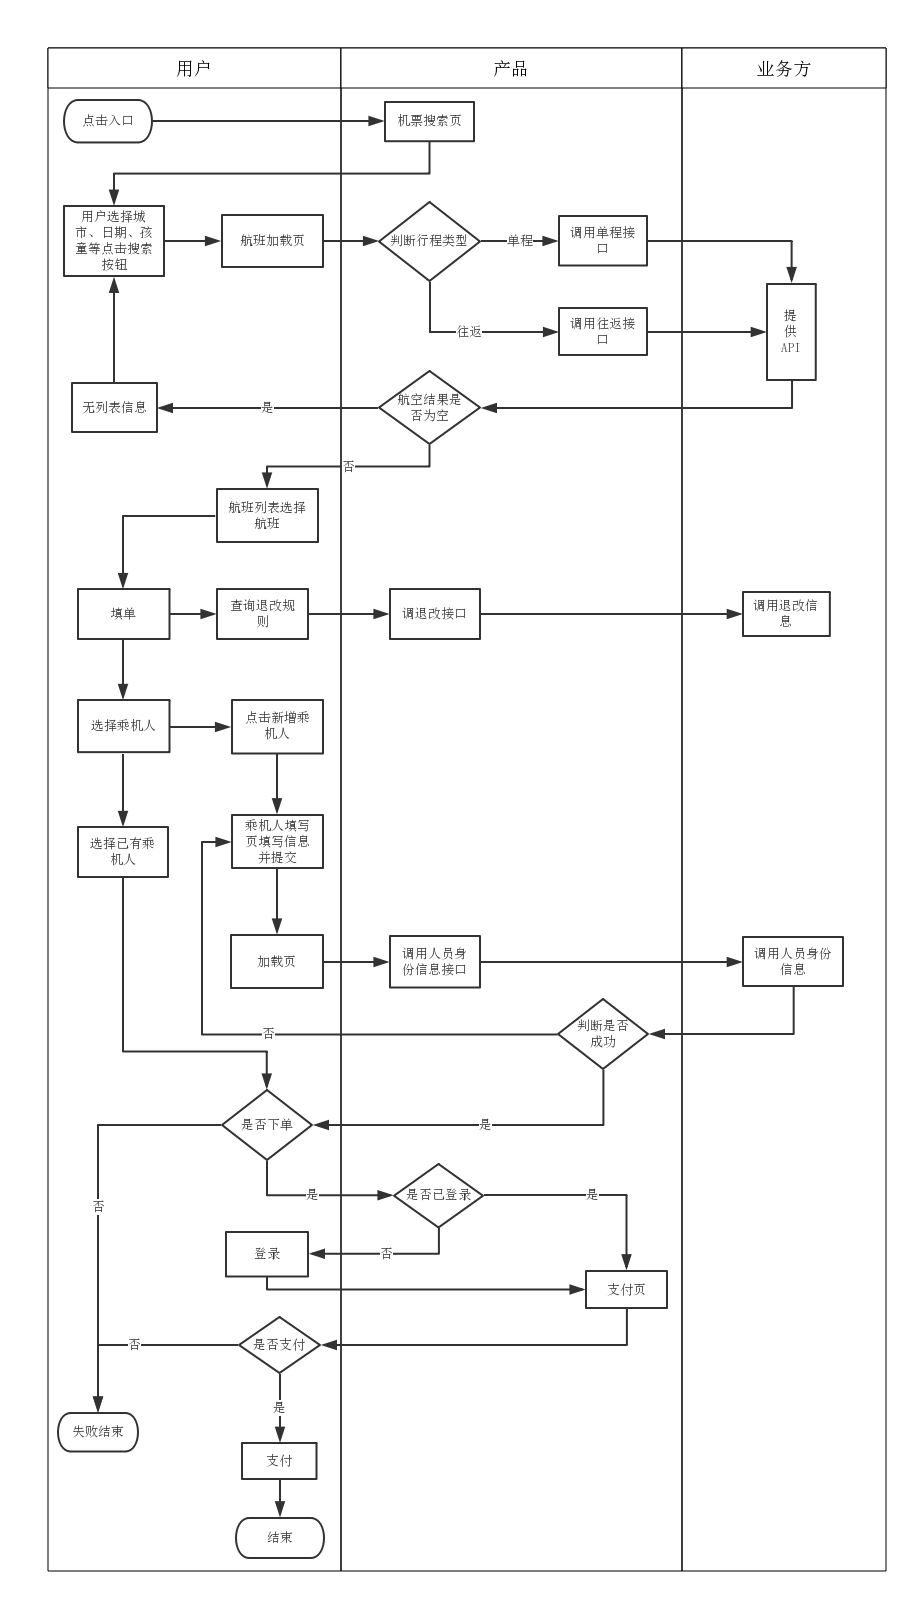 用户
产品
业务方
点击入口
机票搜索页
用户选择城
市、日期、孩
童等点击搜索
按钮
航班加载页
判断行程类型
单程
调用单程接
口
往返
调用往返接
口
提
供
API
无列表信息
是
航空结果是
否为空
否
航班列表选择
航班
填单
查询退改规
则
调退改接口
调用退改信
息
选择乘机人
点击新增乘
机人
选择已有乘
机人
乘机人填写
页填写信息
并提交
加载页
调用人员身
份信息接口
调用人员身份
信息
否
判断是否
成功
是否下单
是
否
是
是否已登录
是
登录
否
支付页
否
是否支付
是
失败结束
支付
结束